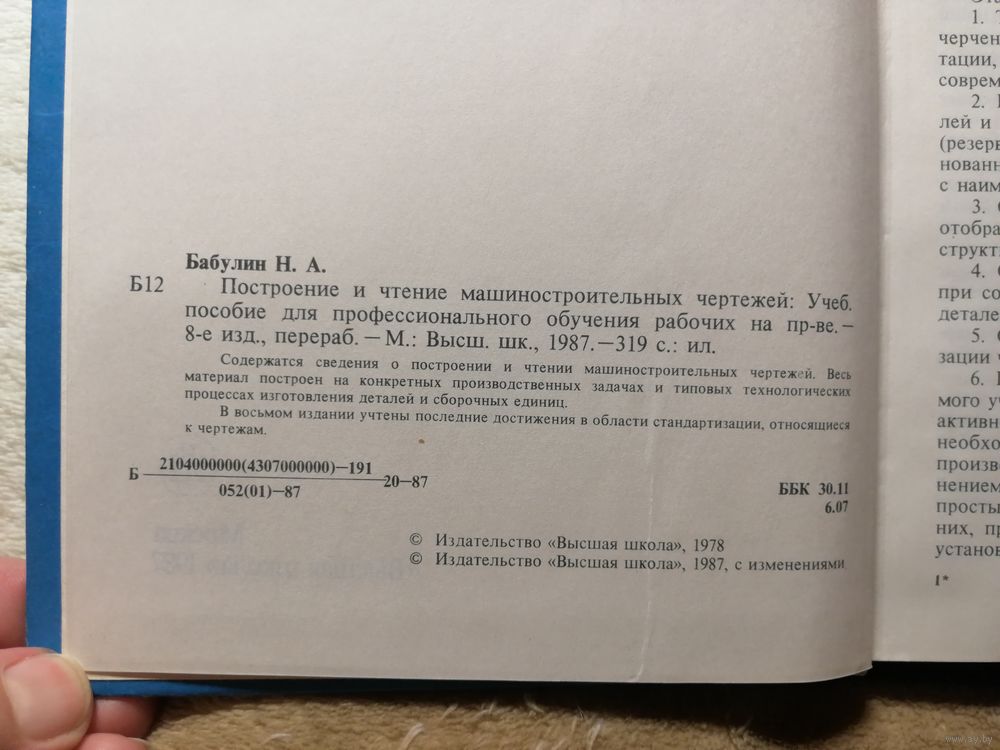 Бабулин Н. А.
Б12 Построение и чтение машиностроительных чертежей: Учеб.
пособие для профессионального обучения рабочих на пр-ве.—
8-е изд., перераб.—М.: Высш. шк., 1987.—319 с.: ил.
Содержатся сведения о построении и чтении машиностроительных чертежей. Весь
материал построен на конкретных производственных задачах и типовых технологических
процессах изготовления деталей и сборочных единиц.
В восьмом издании учтены последние достижения в области стандартизации, относящиеся
к чертежам.
Б 2104000000(4307000000)—191
052(01)—87
20—87
ББК 30.11
6.07
© Издательство «Высшая школа», 1978
© Издательство «Высшая школа», 1987, с изменениями
1.
черчен
тации,
соврем
2.
лей и
(резерв
нованн
с наим
3.
отобра
структ
4.
при со
детале
5.
зации
6.
мого уч
активн
необхо
произв
нением
просты
них, пр
установ
1*
www.ay.by